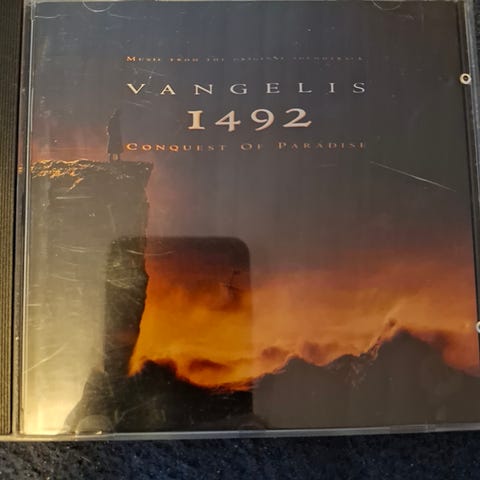 MUSIC FROM THE ORIGINAL SOUNDTRACK
VANGELIS
1492
CONQUEST OF PARADISE